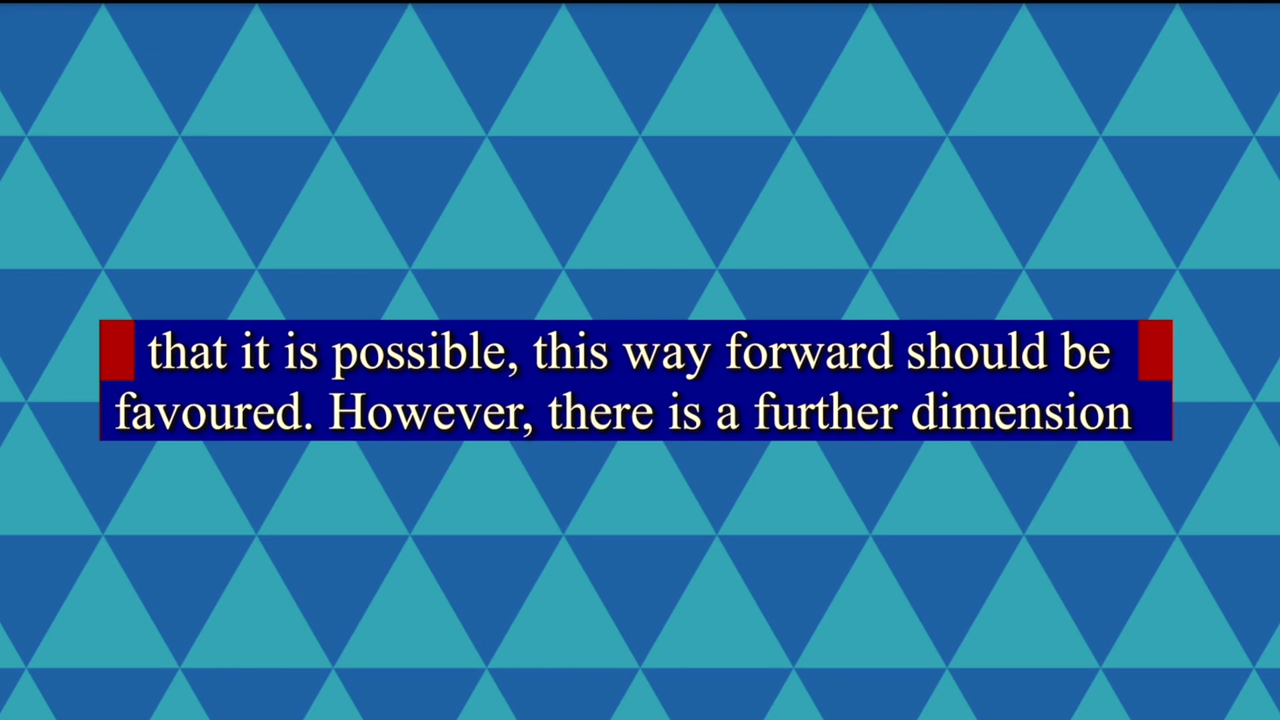 that it is possible, this way forward should be
favoured. However, there is a further dimension